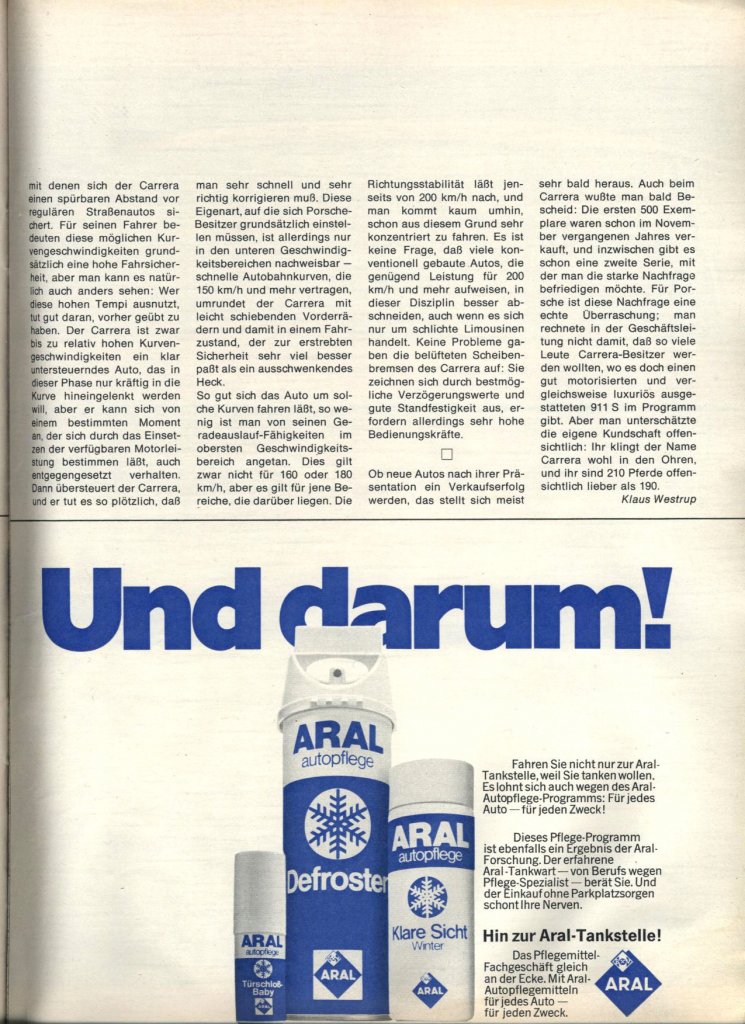 mit denen sich der Carrera
einen spürbaren Abstand vor
regulären Straßenautos si-
chert. Für seinen Fahrer be-
deuten diese möglichen Kur-
vengeschwindigkeiten grund-
sätzlich eine hohe Fahrsicher-
heit, aber man kann es natür-
lich auch anders sehen: Wer
diese hohen Tempi ausnutzt,
tut gut daran, vorher geübt zu
haben. Der Carrera ist zwar
bis zu relativ hohen Kurven-
geschwindigkeiten ein klar
untersteuerndes Auto, das in
dieser Phase nur kräftig in die
Kurve hineingelenkt werden
will, aber er kann sich von
einem bestimmten Moment
an, der sich durch das Einset-
zen der verfügbaren Motorlei-
stung bestimmen läßt, auch
entgegengesetzt verhalten.
Dann übersteuert der Carrera,
und er tut es so plötzlich, daß
man sehr schnell und sehr
richtig korrigieren muß. Diese
Eigenart, auf die sich Porsche-
Besitzer grundsätzlich einstel-
len müssen, ist allerdings nur
in den unteren Geschwindig-
keitsbereichen nachweisbar —
schnelle Autobahnkurven, die
150 km/h und mehr vertragen,
umrundet der Carrera mit
leicht schiebenden Vorderrä-
dern und damit in einem Fahr-
zustand, der zur erstrebten
Sicherheit sehr viel besser
paßt als ein ausschwenkendes
Heck.
So gut sich das Auto um sol-
che Kurven fahren läßt, so we-
nig ist man von seinen Ge-
radeauslauf-Fähigkeiten im
obersten Geschwindigkeits-
bereich angetan. Dies gilt
zwar nicht für 160 oder 180
km/h, aber es gilt für jene Be-
reiche, die darüber liegen. Die
Richtungsstabilität läßt jen-
seits von 200 km/h nach, und
man kommt kaum umhin,
schon aus diesem Grund sehr
konzentriert zu fahren. Es ist
keine Frage, daß viele kon-
ventionell gebaute Autos, die
genügend Leistung für 200
km/h und mehr aufweisen, in
dieser Disziplin besser ab-
schneiden, auch wenn es sich
nur um schlichte Limousinen
handelt. Keine Probleme ga-
ben die belüfteten Scheiben-
bremsen des Carrera auf: Sie
zeichnen sich durch bestmög-
liche Verzögerungswerte und
gute Standfestigkeit aus, er-
fordern allerdings sehr hohe
Bedienungskräfte.
Ob neue Autos nach ihrer Prä-
sentation ein Verkaufserfolg
werden, das stellt sich meist
sehr bald heraus. Auch beim
Carrera wußte man bald Be-
scheid: Die ersten 500 Exem-
plare waren schon im Novem-
ber vergangenen Jahres ver-
kauft, und inzwischen gibt es
schon eine zweite Serie, mit
der man die starke Nachfrage
befriedigen möchte. Für Por-
sche ist diese Nachfrage eine
echte Überraschung; man
rechnete in der Geschäftslei-
tung nicht damit, daß so viele
Leute Carrera-Besitzer wer-
den wollten, wo es doch einen
gut motorisierten und ver-
gleichsweise luxuriös ausge-
statteten 911 S im Programm
gibt. Aber man unterschätzte
die eigene Kundschaft offen-
sichtlich: Ihr klingt der Name
Carrera wohl in den Ohren,
und ihr sind 210 Pferde offen-
sichtlich lieber als 190.
Klaus Westrup
Und darum!
ARAL
autopflege
Defroster
ARAL
ARAL
autopflege
Klare Sicht
Winter
ARAL
ARAL
autopflege
Türschloß-
Baby
ARAL
Fahren Sie nicht nur zur Aral-
Tankstelle, weil Sie tanken wollen.
Es lohnt sich auch wegen des Aral-
Autopflege-Programms: Für jedes
Auto — für jeden Zweck!
Dieses Pflege-Programm
ist ebenfalls ein Ergebnis der Aral-
Forschung. Der erfahrene
Aral-Tankwart — von Berufs wegen
Pflege-Spezialist — berät Sie. Und
der Einkauf ohne Parkplatzsorgen
schont Ihre Nerven.
Hin zur Aral-Tankstelle!
Das Pflegemittel-
Fachgeschäft gleich
an der Ecke. Mit Aral-
Autopflegemitteln
für jedes Auto —
für jeden Zweck.
ARAL